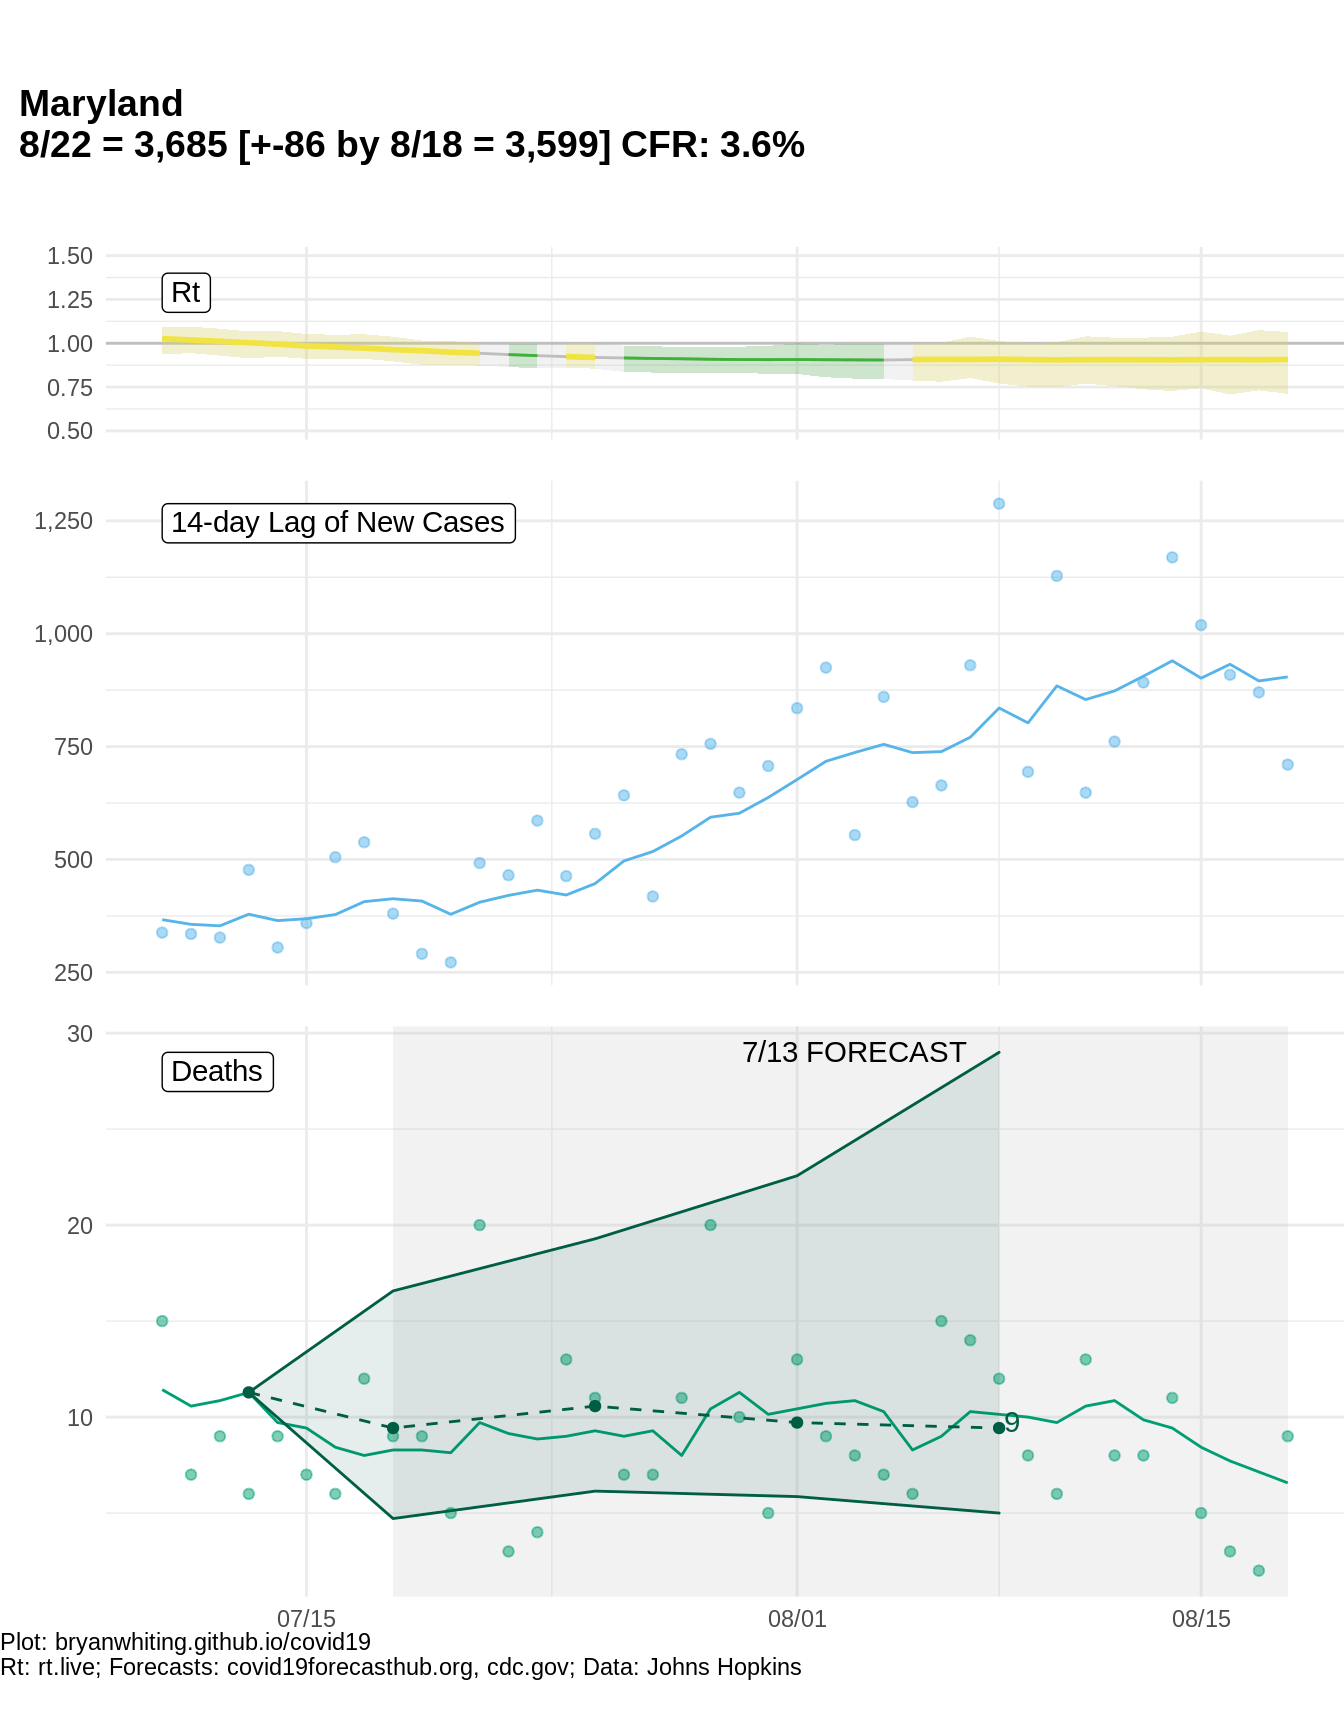 Maryland
8/22 = 3,685 [+-86 by 8/18 = 3,599] CFR: 3.6%
1.50
Rt
1.25
1.00
0.75
0.50
14-day Lag of New Cases
1,250
1,000
750
500
250
30
7/13 FORECAST
Deaths
20
10
9
07/15 08/01 08/15
Plot: bryanwhiting.github.io/covid19
Rt: rt.live; Forecasts: covid19forecasthub.org, cdc.gov; Data: Johns Hopkins